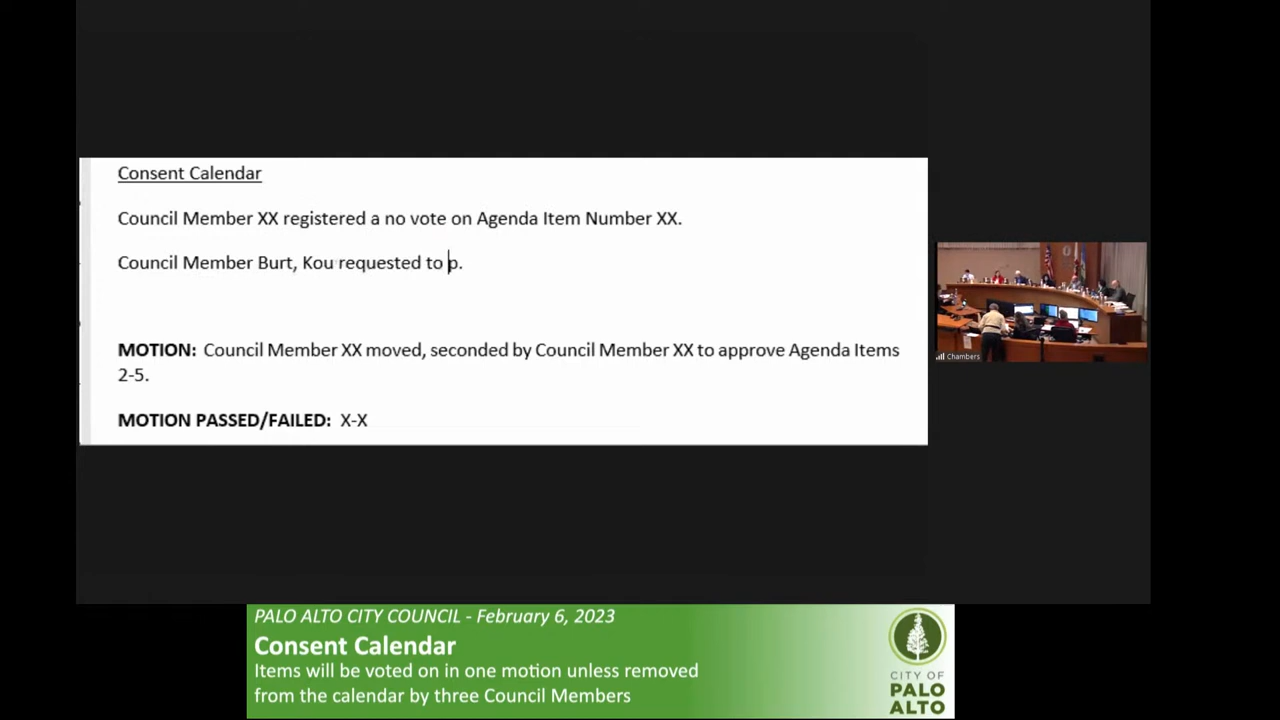 Consent Calendar
Council Member XX registered a no vote on Agenda Item Number XX.
Council Member Burt, Kou requested to p.
MOTION: Council Member XX moved, seconded by Council Member XX to approve Agenda Items
2-5.
MOTION PASSED/FAILED: X-X
Chambers
PALO ALTO CITY COUNCIL - February 6, 2023
Consent Calendar
Items will be voted on in one motion unless removed
from the calendar by three Council Members
CITY OF
PALO
ALTO